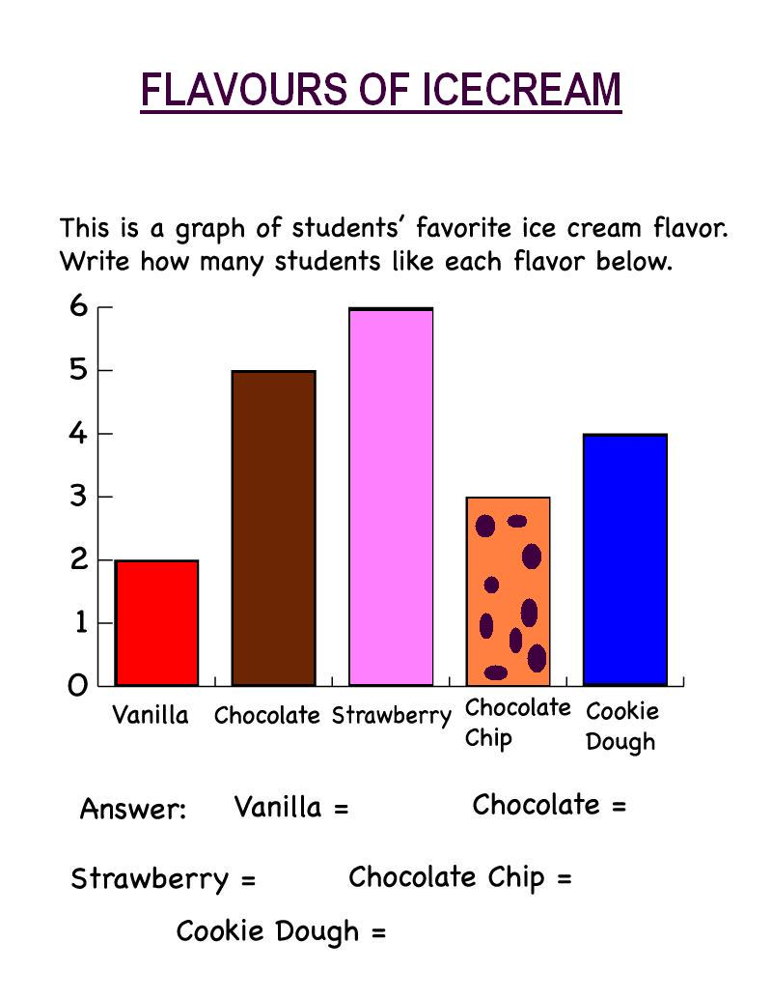 FLAVOURS OF ICECREAM
This is a graph of students' favorite ice cream flavor.
Write how many students like each flavor below.
6
5
4
3
2
1
0
Vanilla Chocolate Strawberry Chocolate Chip Cookie Dough
Answer: Vanilla = Chocolate =
Strawberry = Chocolate Chip =
Cookie Dough =